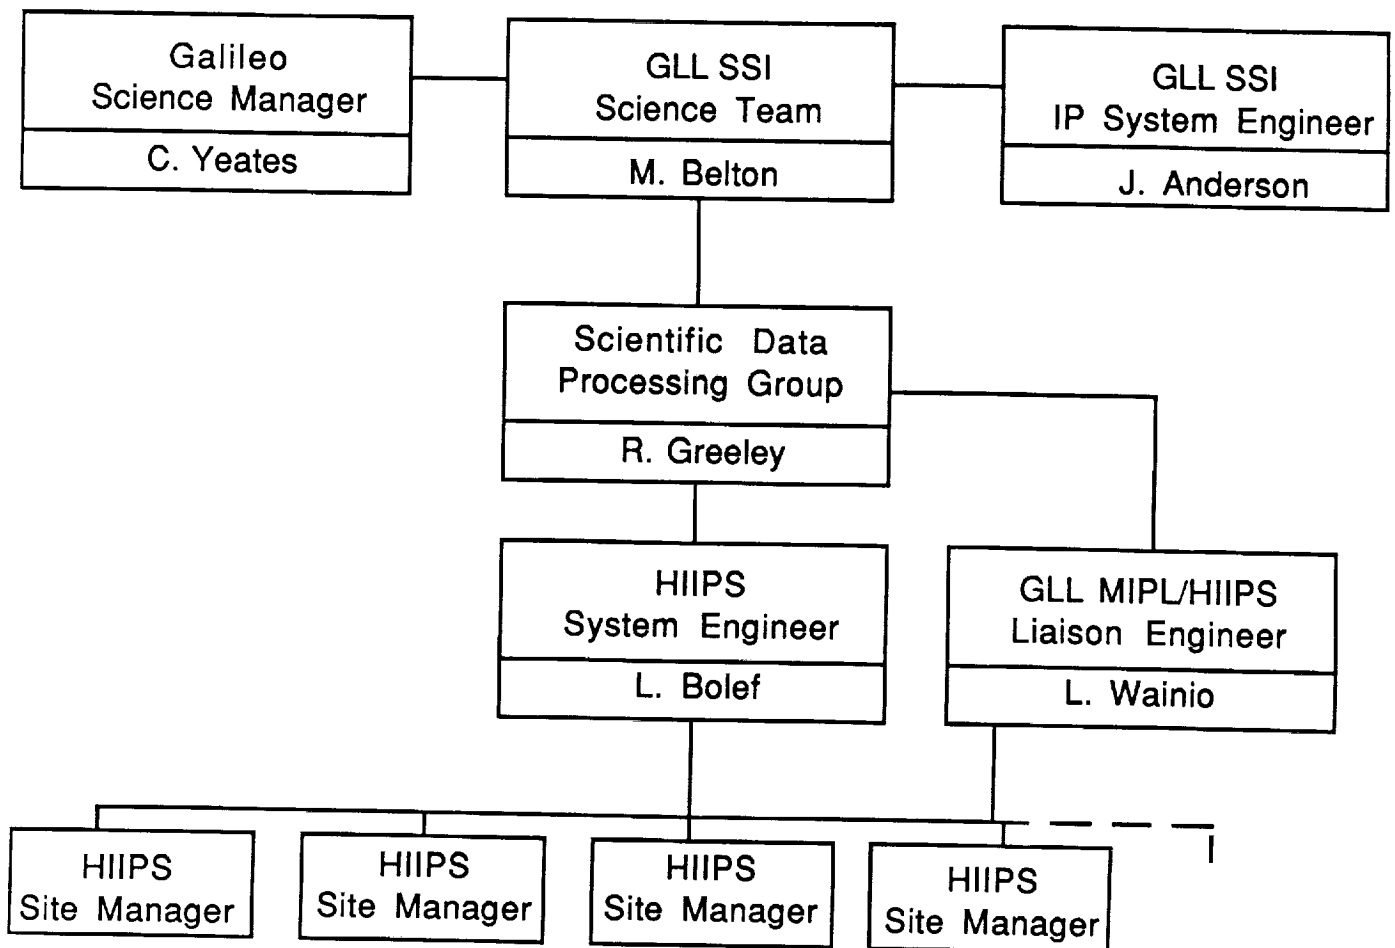 Galileo
Science Manager
C. Yeates
GLL SSI
Science Team
M. Belton
GLL SSI
IP System Engineer
J. Anderson
Scientific Data
Processing Group
R. Greeley
HIIPS
System Engineer
L. Bolef
GLL MIPL/HIIPS
Liaison Engineer
L. Wainio
HIIPS
Site Manager
HIIPS
Site Manager
HIIPS
Site Manager
HIIPS
Site Manager